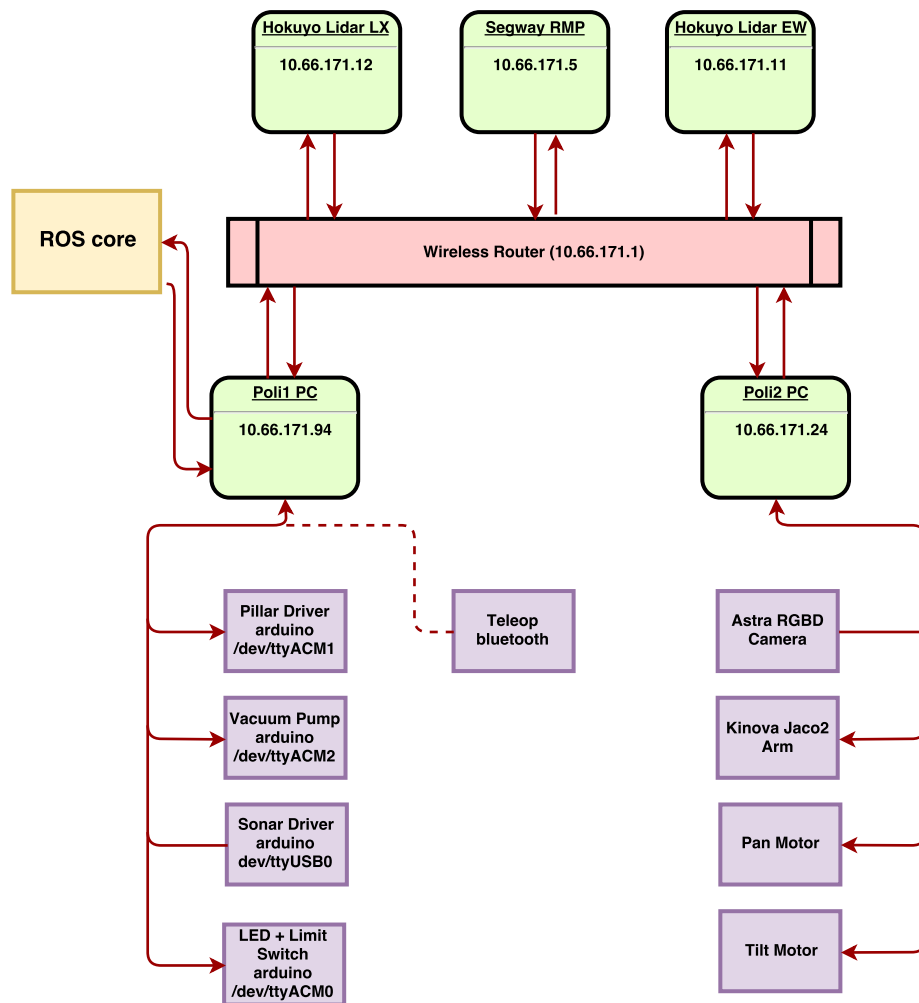 Hokuyo Lidar LX
10.66.171.12
Segway RMP
10.66.171.5
Hokuyo Lidar EW
10.66.171.11
ROS core
Wireless Router (10.66.171.1)
Poli1 PC
10.66.171.94
Poli2 PC
10.66.171.24
Pillar Driver
arduino
/dev/ttyACM1
Teleop
bluetooth
Astra RGBD
Camera
Vacuum Pump
arduino
/dev/ttyACM2
Kinova Jaco2
Arm
Sonar Driver
arduino
dev/ttyUSB0
Pan Motor
LED + Limit
Switch
arduino
/dev/ttyACM0
Tilt Motor